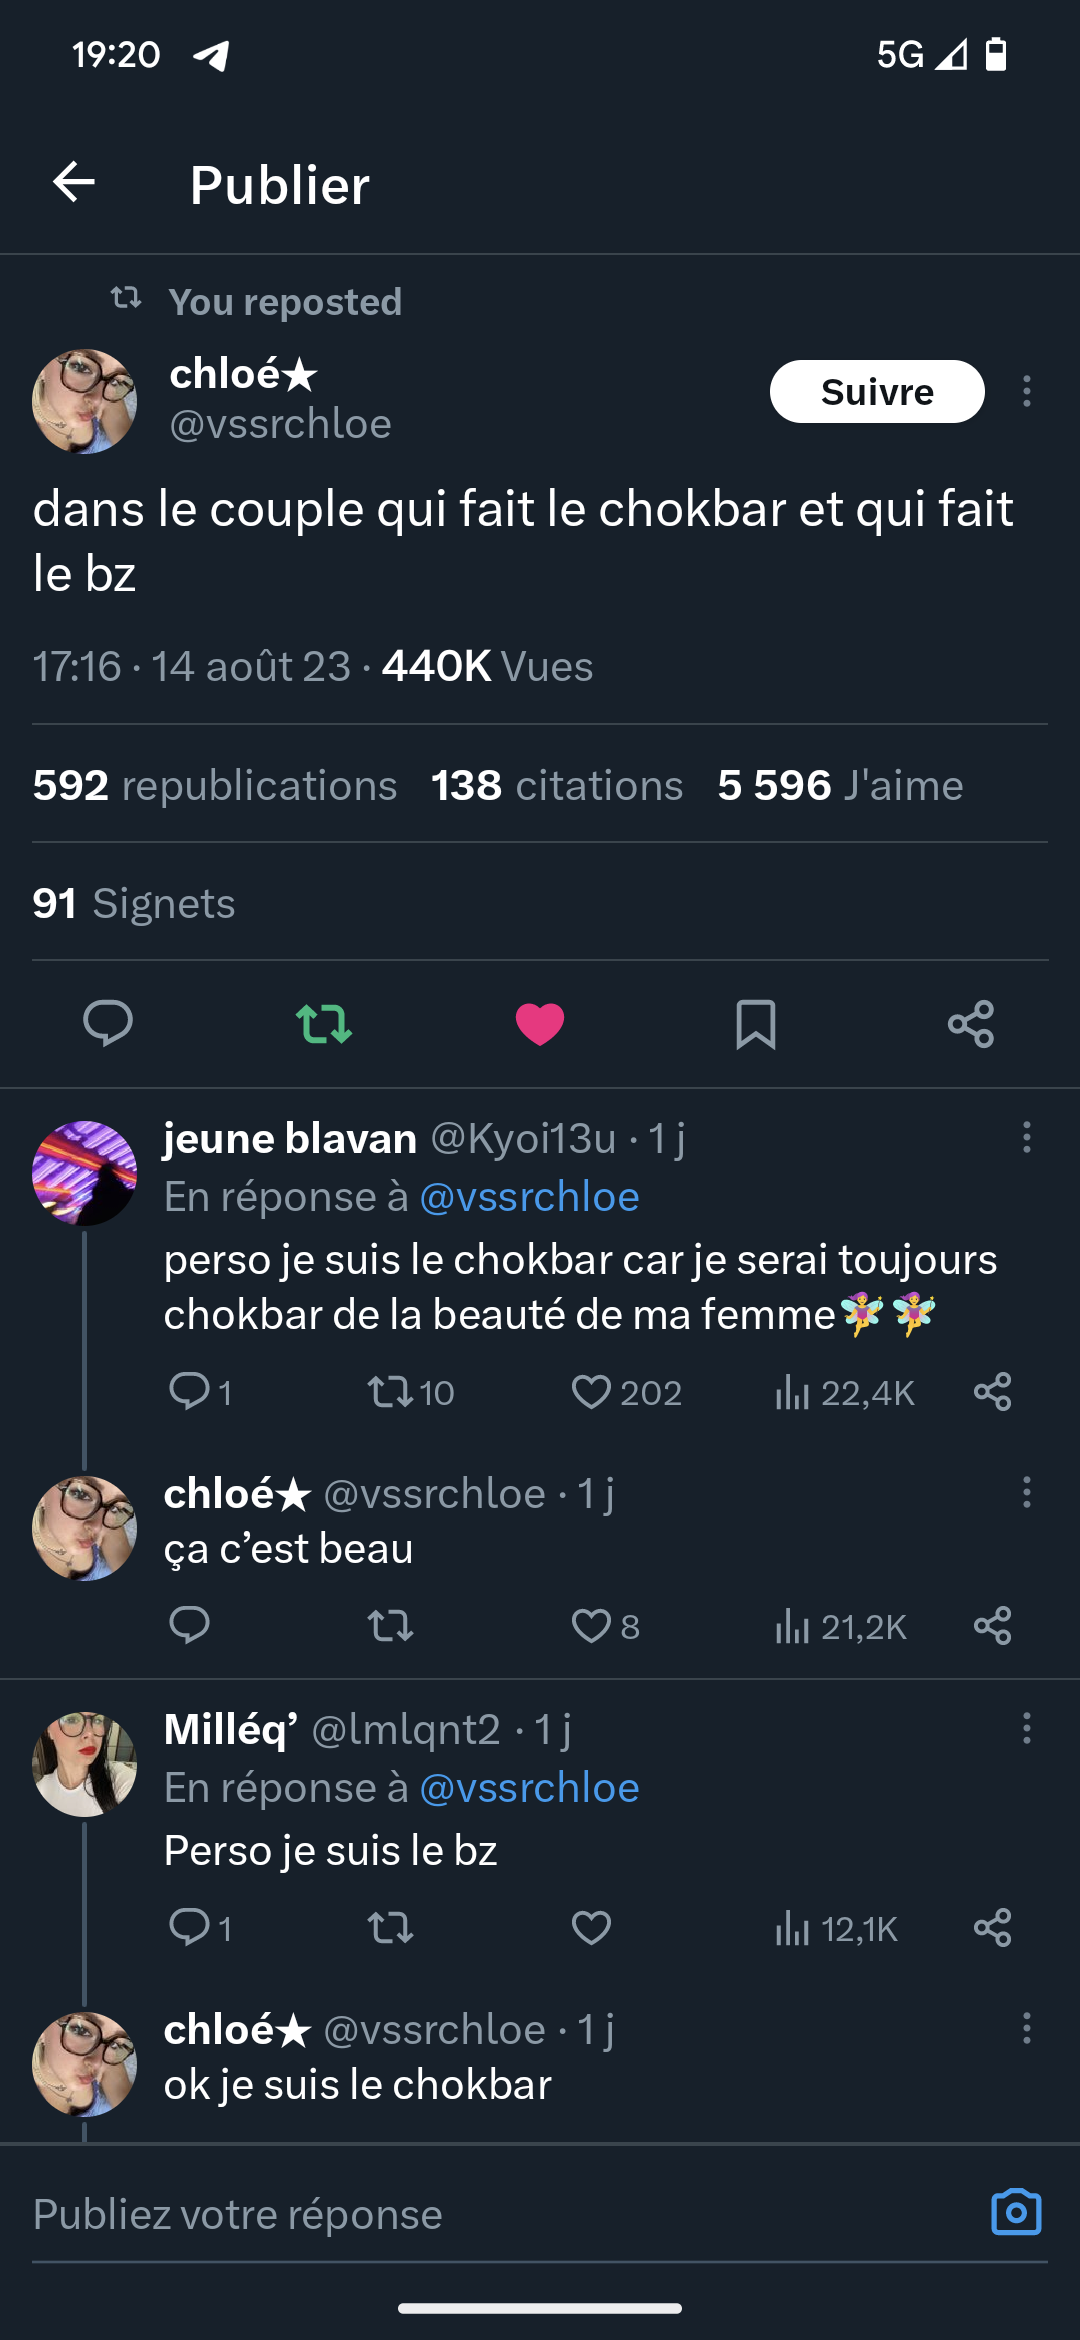 19:20 5G
Publier
You reposted
chloé★
@vssrchloe
Suivre
dans le couple qui fait le chokbar et qui fait
le bz
17:16 · 14 août 23 · 440K Vues
592 republications 138 citations 5 596 J'aime
91 Signets
jeune blavan @Kyoi13u · 1 j
En réponse à @vssrchloe
perso je suis le chokbar car je serai toujours
chokbar de la beauté de ma femme🧚‍♀️🧚‍♀️
1 10 202 22,4K
chloé★ @vssrchloe · 1 j
ça c’est beau
8 21,2K
Milléq’ @lmlqnt2 · 1 j
En réponse à @vssrchloe
Perso je suis le bz
1 12,1K
chloé★ @vssrchloe · 1 j
ok je suis le chokbar
Publiez votre réponse